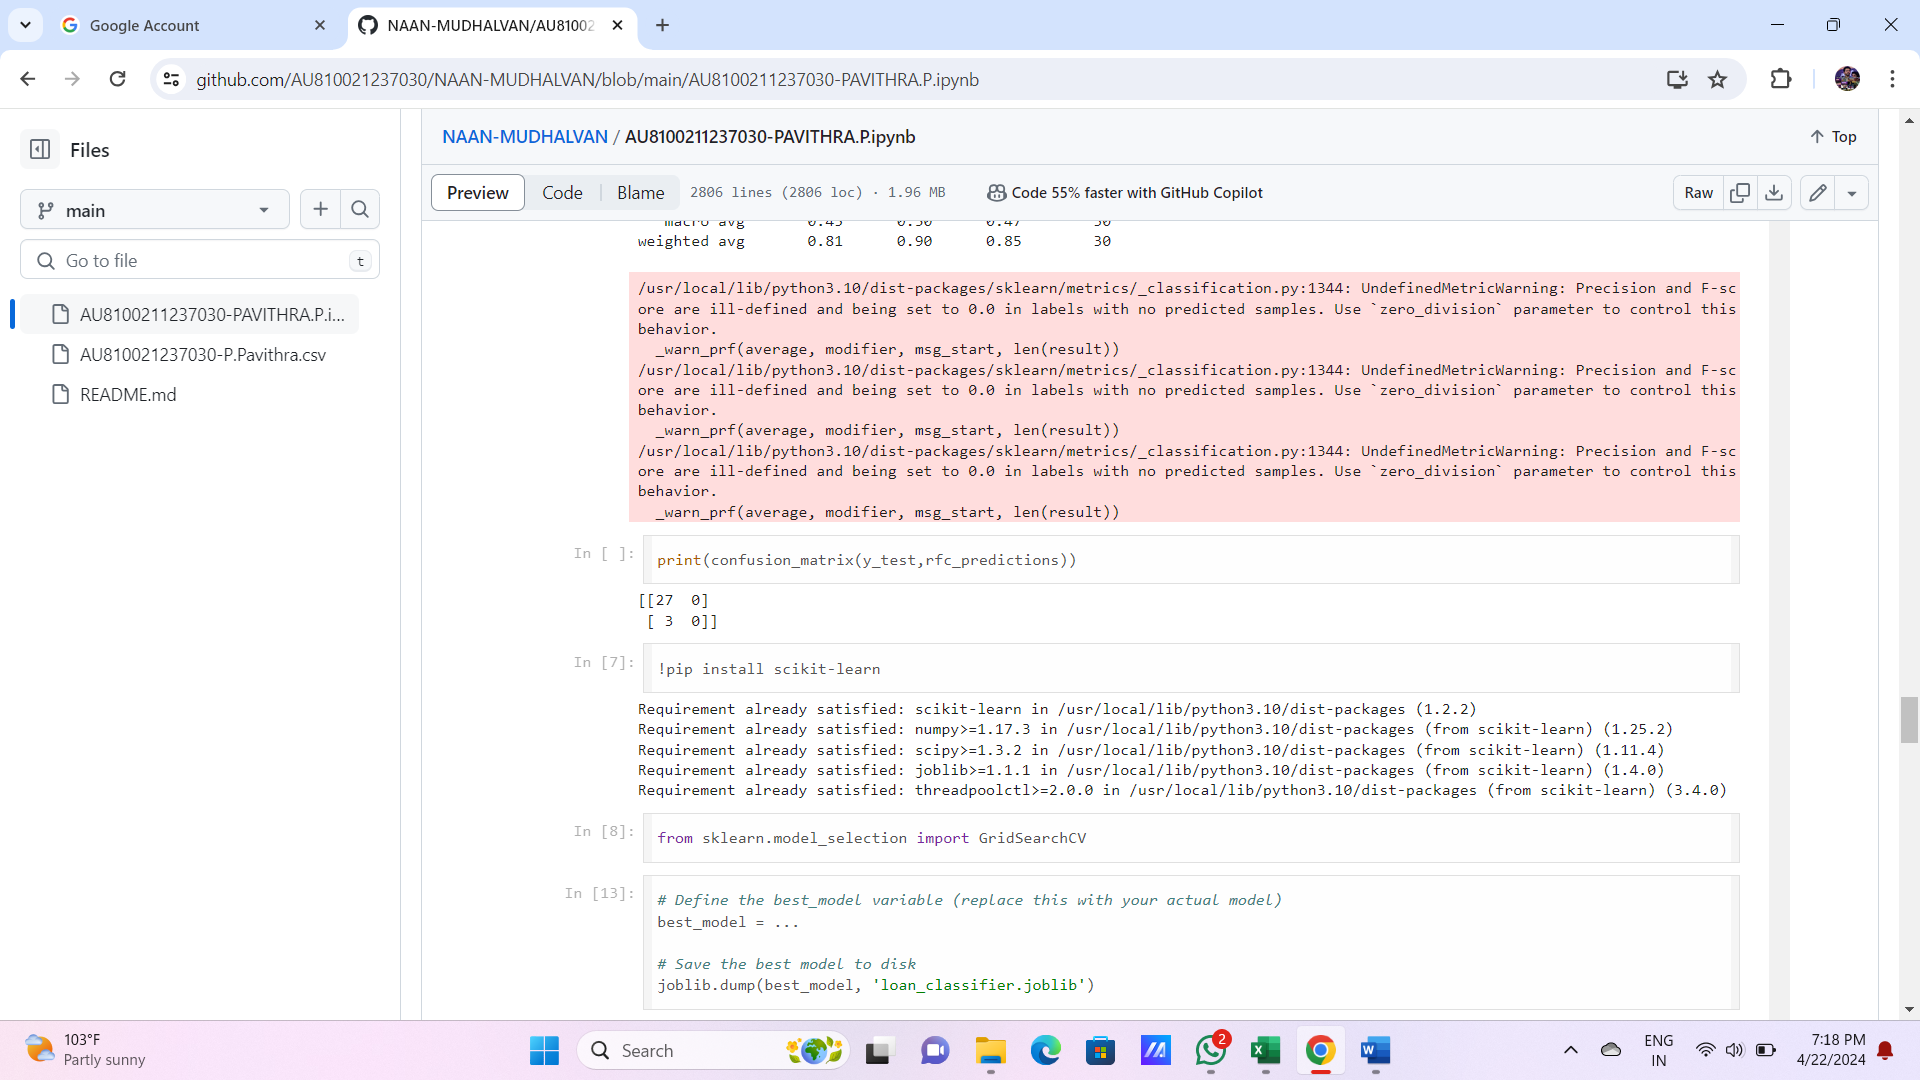 Google Account
NAAN-MUDHALVAN/AU81002
github.com/AU810021237030/NAAN-MUDHALVAN/blob/main/AU8100211237030-PAVITHRA.P.ipynb
Files
main
Go to file
t
AU8100211237030-PAVITHRA.P.i...
AU810021237030-P.Pavithra.csv
README.md
NAAN-MUDHALVAN / AU8100211237030-PAVITHRA.P.ipynb
Top
Preview
Code
Blame
2806 lines (2806 loc) · 1.96 MB
Code 55% faster with GitHub Copilot
Raw
macro avg 0.45 0.50 0.47 30
weighted avg 0.81 0.90 0.85 30
/usr/local/lib/python3.10/dist-packages/sklearn/metrics/_classification.py:1344: UndefinedMetricWarning: Precision and F-sc
ore are ill-defined and being set to 0.0 in labels with no predicted samples. Use `zero_division` parameter to control this
behavior.
_warn_prf(average, modifier, msg_start, len(result))
/usr/local/lib/python3.10/dist-packages/sklearn/metrics/_classification.py:1344: UndefinedMetricWarning: Precision and F-sc
ore are ill-defined and being set to 0.0 in labels with no predicted samples. Use `zero_division` parameter to control this
behavior.
_warn_prf(average, modifier, msg_start, len(result))
/usr/local/lib/python3.10/dist-packages/sklearn/metrics/_classification.py:1344: UndefinedMetricWarning: Precision and F-sc
ore are ill-defined and being set to 0.0 in labels with no predicted samples. Use `zero_division` parameter to control this
behavior.
_warn_prf(average, modifier, msg_start, len(result))
In [ ]: print(confusion_matrix(y_test,rfc_predictions))
[[27 0]
[ 3 0]]
In [7]: !pip install scikit-learn
Requirement already satisfied: scikit-learn in /usr/local/lib/python3.10/dist-packages (1.2.2)
Requirement already satisfied: numpy>=1.17.3 in /usr/local/lib/python3.10/dist-packages (from scikit-learn) (1.25.2)
Requirement already satisfied: scipy>=1.3.2 in /usr/local/lib/python3.10/dist-packages (from scikit-learn) (1.11.4)
Requirement already satisfied: joblib>=1.1.1 in /usr/local/lib/python3.10/dist-packages (from scikit-learn) (1.4.0)
Requirement already satisfied: threadpoolctl>=2.0.0 in /usr/local/lib/python3.10/dist-packages (from scikit-learn) (3.4.0)
In [8]: from sklearn.model_selection import GridSearchCV
In [13]: # Define the best_model variable (replace this with your actual model)
best_model = ...
# Save the best model to disk
joblib.dump(best_model, 'loan_classifier.joblib')
103°F
Partly sunny
Search
2
ENG
IN
7:18 PM
4/22/2024